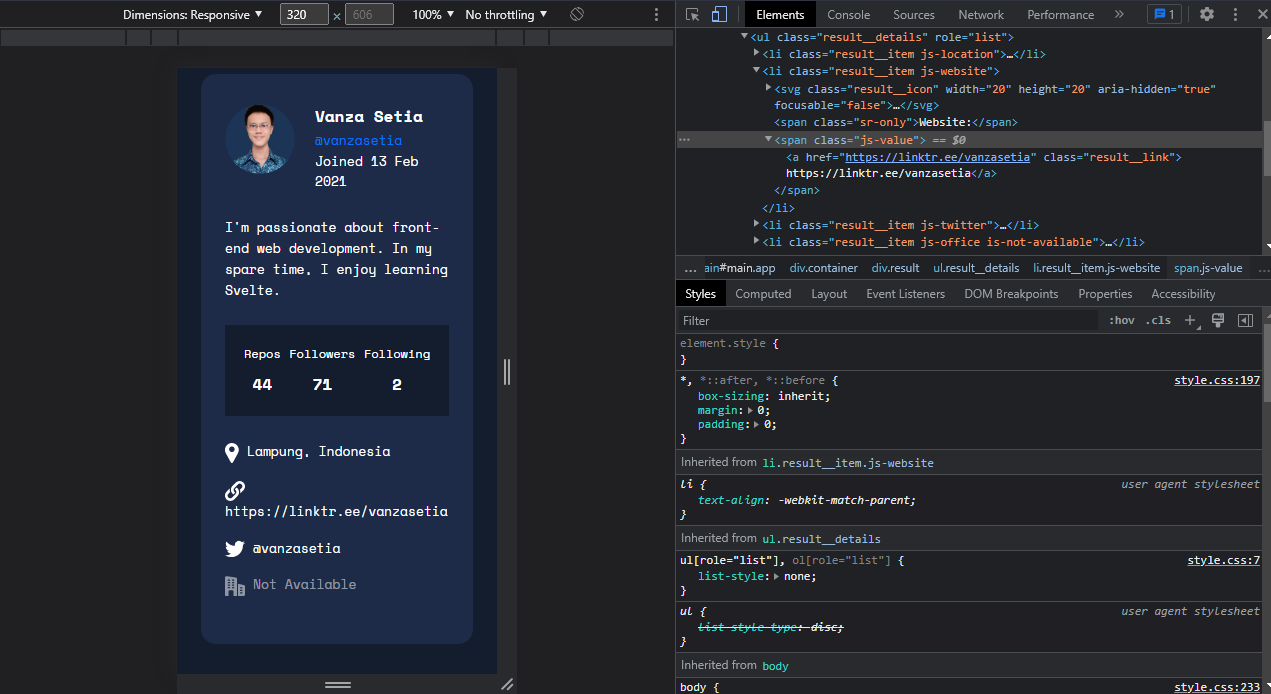 Dimensions: Responsive ▼ 320 × 606 100% ▼ No throttling ▼
Elements Console Sources Network Performance » 1
Vanza Setia
@vanzasetia
Joined 13 Feb
2021
I'm passionate about front-
end web development. In my
spare time, I enjoy learning
Svelte.
Repos Followers Following
44 71 2
Lampung, Indonesia
https://linktr.ee/vanzasetia
@vanzasetia
Not Available
▼<ul class="result__details" role="list">
▶<li class="result__item js-location">…</li>
▼<li class="result__item js-website">
▶<svg class="result__icon" width="20" height="20" aria-hidden="true"
focusable="false">…</svg>
<span class="sr-only">Website:</span>
… ▼<span class="js-value"> == $0
<a href="https://linktr.ee/vanzasetia" class="result__link">
https://linktr.ee/vanzasetia</a>
</span>
</li>
▶<li class="result__item js-twitter">…</li>
▶<li class="result__item js-office is-not-available">…</li>
… ain#main.app div.container div.result ul.result__details li.result__item.js-website span.js-value …
Styles Computed Layout Event Listeners DOM Breakpoints Properties Accessibility
Filter :hov .cls +
element.style {
}
*, *::after, *::before { style.css:197
box-sizing: inherit;
margin: ▶ 0;
padding: ▶ 0;
}
Inherited from li.result__item.js-website
li { user agent stylesheet
text-align: -webkit-match-parent;
}
Inherited from ul.result__details
ul[role="list"], ol[role="list"] { style.css:7
list-style: ▶ none;
}
ul { user agent stylesheet
list-style-type: disc;
}
Inherited from body
body { style.css:233